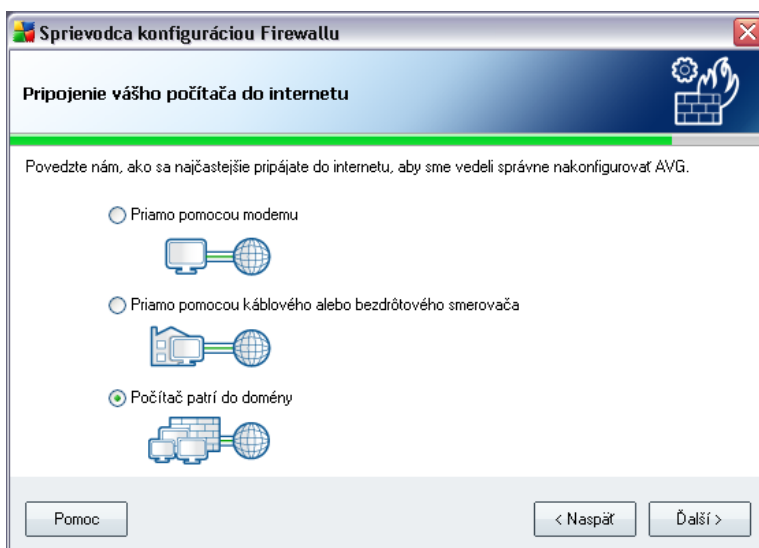 Sprievodca konfiguráciou Firewallu
Pripojenie vášho počítača do internetu
Povedzte nám, ako sa najčastejšie pripájate do internetu, aby sme vedeli správne nakonfigurovať AVG.
Priamo pomocou modemu
Priamo pomocou káblového alebo bezdrôtového smerovača
Počítač patrí do domény
Pomoc
< Naspäť
Ďalší >